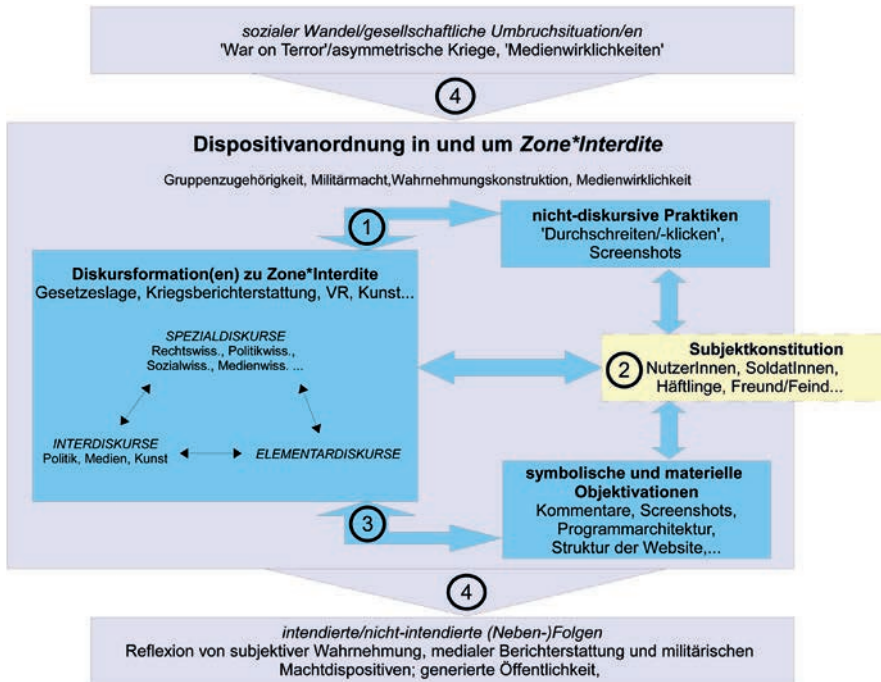 sozialer Wandel/gesellschaftliche Umbruchsituation/en
'War on Terror'/asymmetrische Kriege, 'Medienwirklichkeiten'
4
Dispositivanordnung in und um Zone*Interdite
Gruppenzugehörigkeit, Militärmacht,Wahrnehmungskonstruktion, Medienwirklichkeit
1
nicht-diskursive Praktiken
'Durchschreiten/-klicken',
Screenshots
Diskursformation(en) zu Zone*Interdite
Gesetzeslage, Kriegsberichterstattung, VR, Kunst...
SPEZIALDISKURSE
Rechtswiss., Politikwiss.,
Sozialwiss., Medienwiss. ...
INTERDISKURSE
Politik, Medien, Kunst
ELEMENTARDISKURSE
2
Subjektkonstitution
NutzerInnen, SoldatInnen,
Häftlinge, Freund/Feind...
symbolische und materielle
Objektivationen
Kommentare, Screenshots,
Programmarchitektur,
Struktur der Website,...
3
4
intendierte/nicht-intendierte (Neben-)Folgen
Reflexion von subjektiver Wahrnehmung, medialer Berichterstattung und militärischen
Machtdispositiven; generierte Öffentlichkeit,